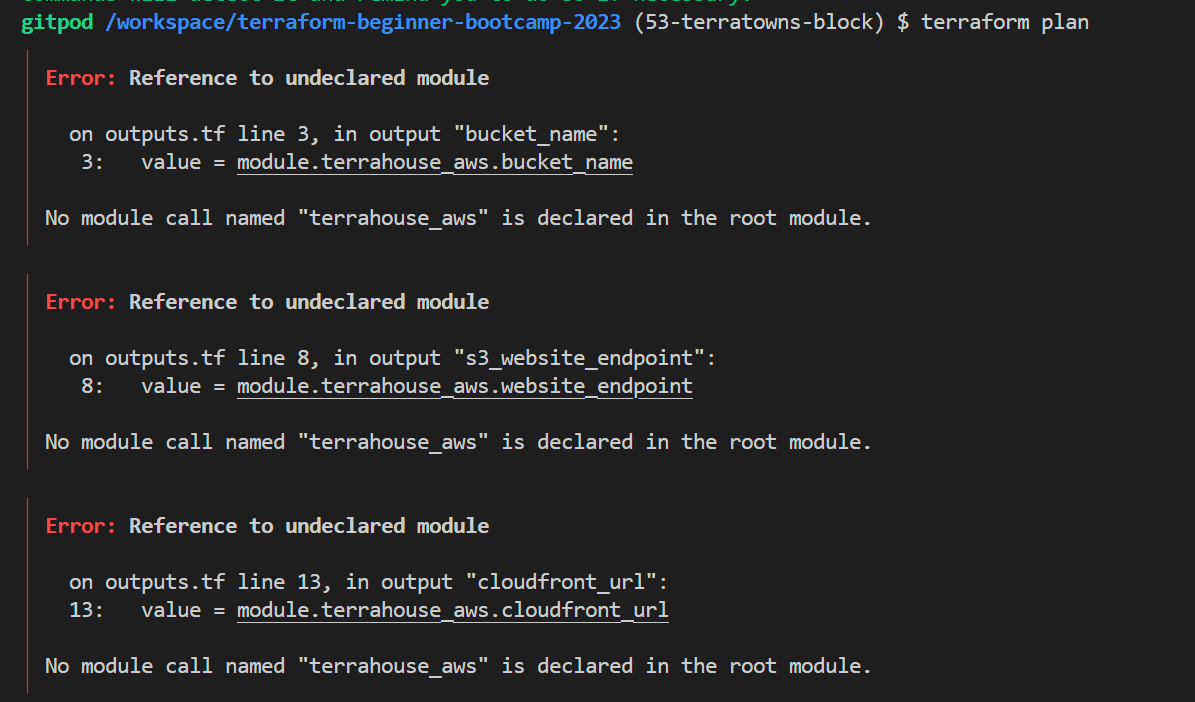 gitpod /workspace/terraform-beginner-bootcamp-2023 (53-terratowns-block) $ terraform plan
Error: Reference to undeclared module
on outputs.tf line 3, in output "bucket_name":
3: value = module.terrahouse_aws.bucket_name
No module call named "terrahouse_aws" is declared in the root module.
Error: Reference to undeclared module
on outputs.tf line 8, in output "s3_website_endpoint":
8: value = module.terrahouse_aws.website_endpoint
No module call named "terrahouse_aws" is declared in the root module.
Error: Reference to undeclared module
on outputs.tf line 13, in output "cloudfront_url":
13: value = module.terrahouse_aws.cloudfront_url
No module call named "terrahouse_aws" is declared in the root module.